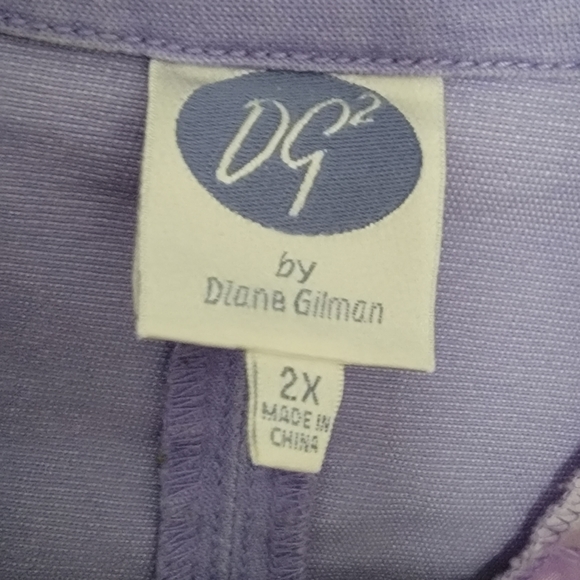 DG²
by
Diane Gilman
2X
MADE IN
CHINA